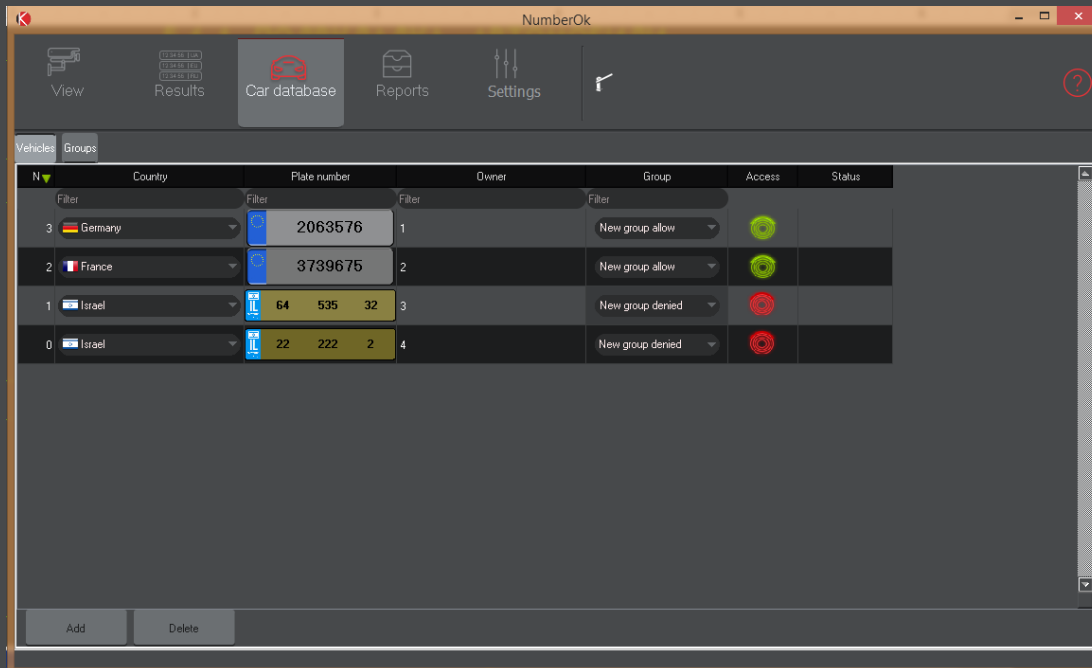 NumberOk
View Results Car database Reports Settings
?
Vehicles Groups
N Country Plate number Owner Group Access Status
Filter Filter Filter Filter
3 Germany 2063576 1 New group allow
2 France 3739675 2 New group allow
1 Israel IL 64 535 32 3 New group denied
0 Israel IL 22 222 2 4 New group denied
Add Delete